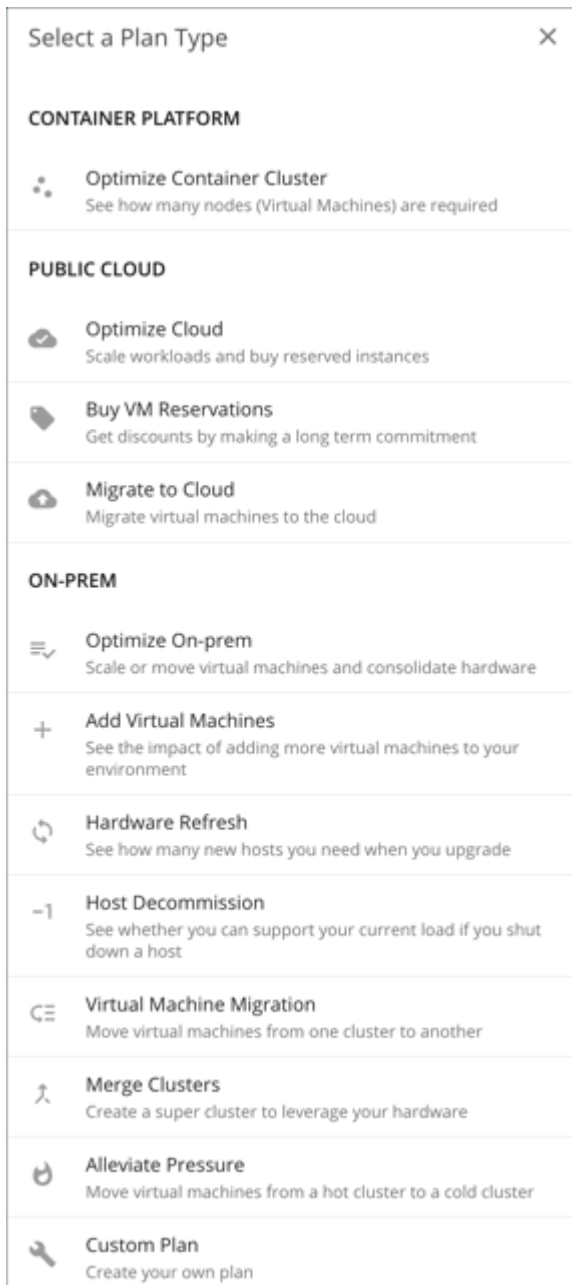 Select a Plan Type
CONTAINER PLATFORM
Optimize Container Cluster
See how many nodes (Virtual Machines) are required
PUBLIC CLOUD
Optimize Cloud
Scale workloads and buy reserved instances
Buy VM Reservations
Get discounts by making a long term commitment
Migrate to Cloud
Migrate virtual machines to the cloud
ON-PREM
Optimize On-prem
Scale or move virtual machines and consolidate hardware
Add Virtual Machines
See the impact of adding more virtual machines to your
environment
Hardware Refresh
See how many new hosts you need when you upgrade
-1
Host Decommission
See whether you can support your current load if you shut
down a host
Virtual Machine Migration
Move virtual machines from one cluster to another
Merge Clusters
Create a super cluster to leverage your hardware
Alleviate Pressure
Move virtual machines from a hot cluster to a cold cluster
Custom Plan
Create your own plan